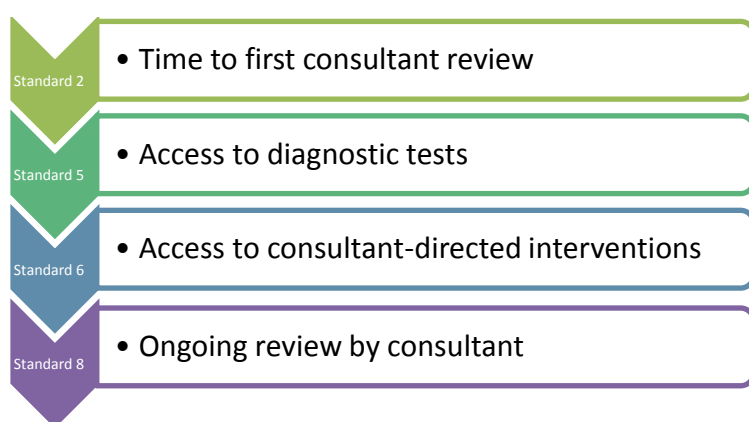 Standard 2
• Time to first consultant review
Standard 5
• Access to diagnostic tests
Standard 6
• Access to consultant-directed interventions
Standard 8
• Ongoing review by consultant